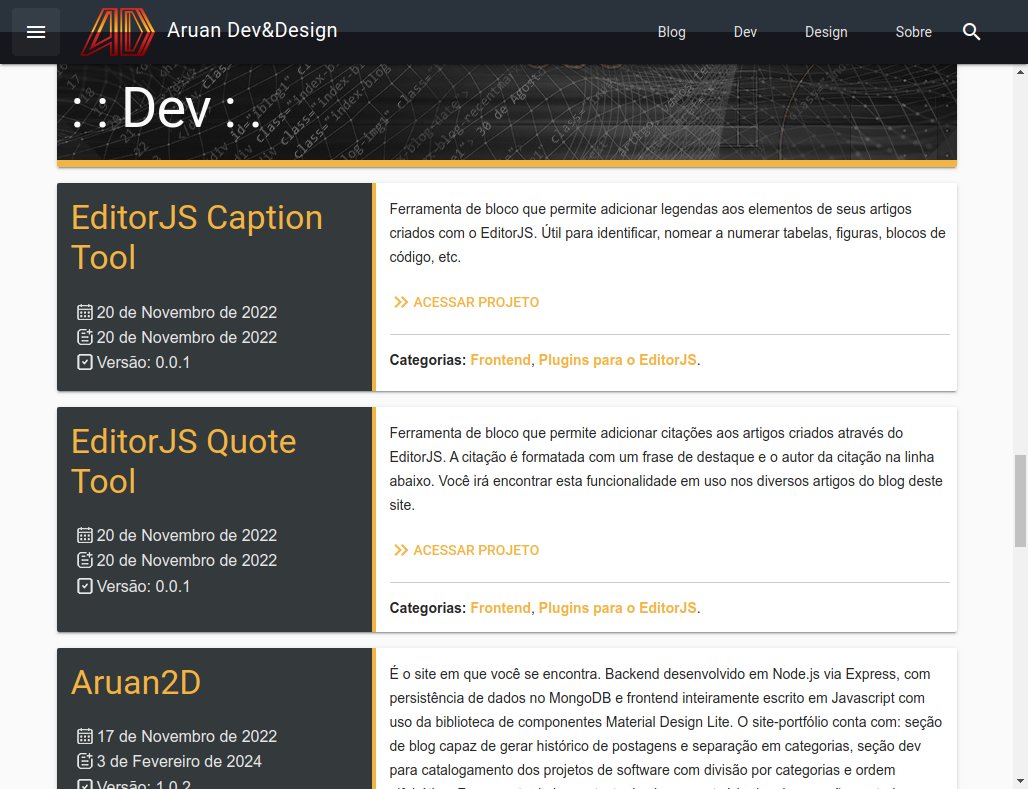 AD
Aruan Dev&Design
Blog
Dev
Design
Sobre
: : Dev : .
EditorJS Caption
Tool
20 de Novembro de 2022
20 de Novembro de 2022
Versão: 0.0.1
Ferramenta de bloco que permite adicionar legendas aos elementos de seus artigos
criados com o EditorJS. Útil para identificar, nomear a numerar tabelas, figuras, blocos de
código, etc.
ACESSAR PROJETO
Categorias: Frontend, Plugins para o EditorJS.
EditorJS Quote
Tool
20 de Novembro de 2022
20 de Novembro de 2022
Versão: 0.0.1
Ferramenta de bloco que permite adicionar citações aos artigos criados através do
EditorJS. A citação é formatada com um frase de destaque e o autor da citação na linha
abaixo. Você irá encontrar esta funcionalidade em uso nos diversos artigos do blog deste
site.
ACESSAR PROJETO
Categorias: Frontend, Plugins para o EditorJS.
Aruan2D
17 de Novembro de 2022
3 de Fevereiro de 2024
Versão: 1.0.2
É o site em que você se encontra. Backend desenvolvido em Node.js via Express, com
persistência de dados no MongoDB e frontend inteiramente escrito em Javascript com
uso da biblioteca de componentes Material Design Lite. O site-portfólio conta com: seção
de blog capaz de gerar histórico de postagens e separação em categorias, seção dev
para catalogamento dos projetos de software com divisão por categorias e ordem